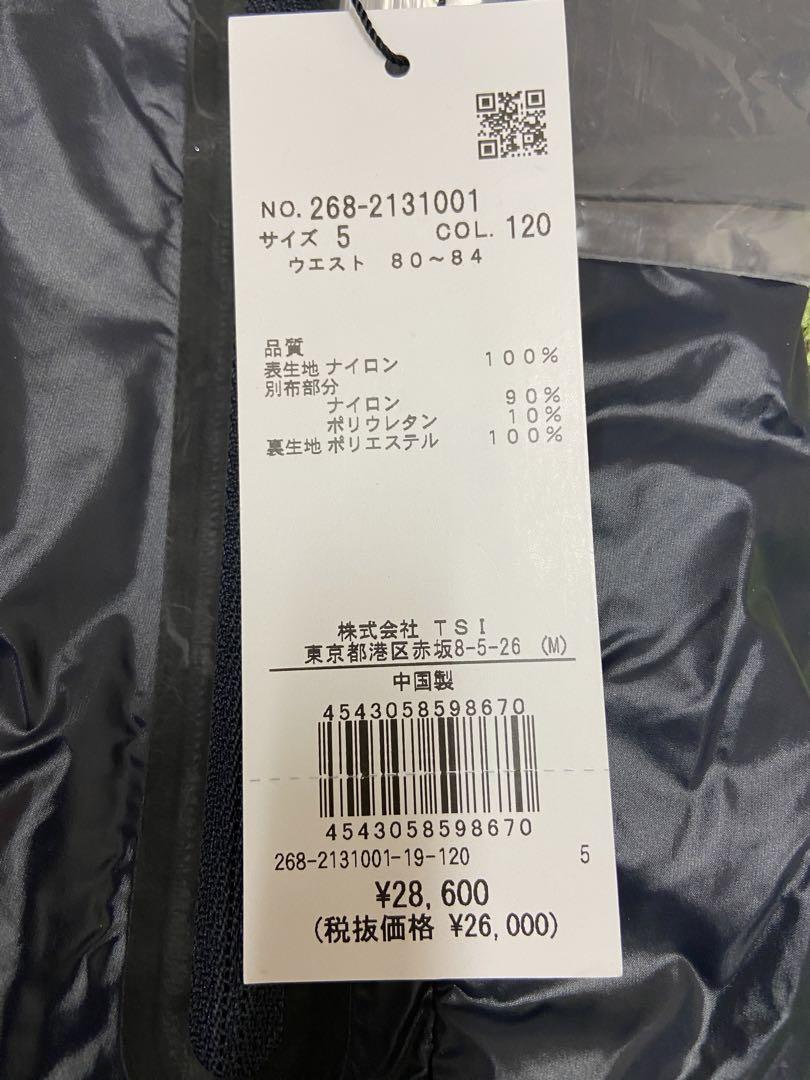 NO. 268-2131001
サイズ 5 COL. 120
ウエスト 80～84
品質
表生地 ナイロン 100%
別布部分
ナイロン 90%
ポリウレタン 10%
裏生地 ポリエステル 100%
株式会社 TSI
東京都港区赤坂8-5-26 (M)
中国製
4543058598670
4543058598670
268-2131001-19-120 5
¥28,600
(税抜価格 ¥26,000)